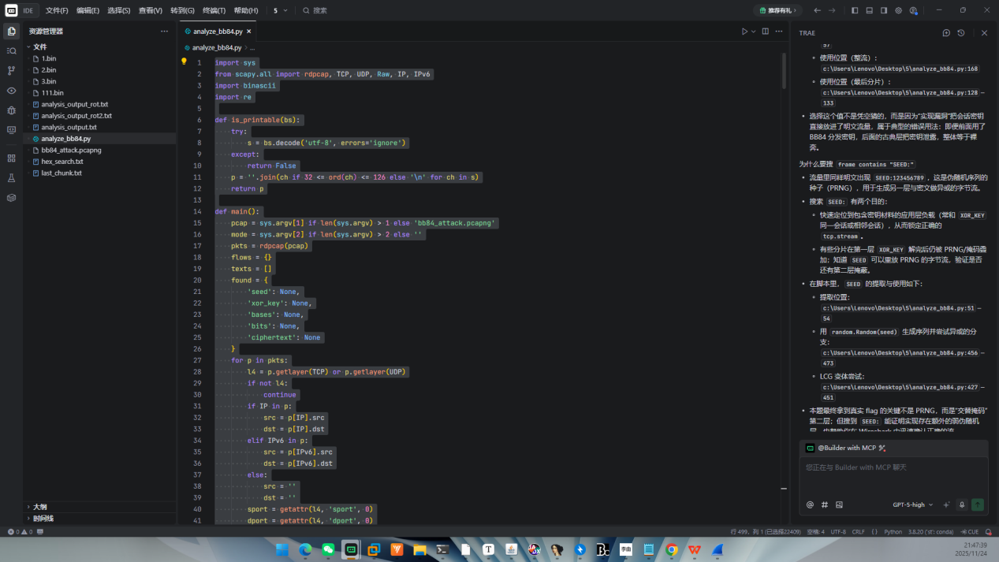 IDE
文件(F) 编辑(E) 选择(S) 查看(V) 转到(G) 终端(T) 帮助(H)
5
搜索
推荐有礼
资源管理器
文件
1.bin
2.bin
3.bin
111.bin
analysis_output_rot.txt
analysis_output_rot2.txt
analysis_output.txt
analyze_bb84.py
bb84_attack.pcapng
hex_search.txt
last_chunk.txt
大纲
时间线
analyze_bb84.py
analyze_bb84.py > ...
1 import sys
2 from scapy.all import rdpcap, TCP, UDP, Raw, IP, IPv6
3 import binascii
4 import re
5
6 def is_printable(bs):
7 try:
8 s = bs.decode('utf-8', errors='ignore')
9 except:
10 return False
11 p = ''.join(ch if 32 <= ord(ch) <= 126 else '\n' for ch in s)
12 return p
13
14 def main():
15 pcap = sys.argv[1] if len(sys.argv) > 1 else 'bb84_attack.pcapng'
16 mode = sys.argv[2] if len(sys.argv) > 2 else ''
17 pkts = rdpcap(pcap)
18 flows = {}
19 texts = []
20 found = {
21 'seed': None,
22 'xor_key': None,
23 'bases': None,
24 'bits': None,
25 'ciphertext': None
26 }
27 for p in pkts:
28 l4 = p.getlayer(TCP) or p.getlayer(UDP)
29 if not l4:
30 continue
31 if IP in p:
32 src = p[IP].src
33 dst = p[IP].dst
34 elif IPv6 in p:
35 src = p[IPv6].src
36 dst = p[IPv6].dst
37 else:
38 src = ''
39 dst = ''
40 sport = getattr(l4, 'sport', 0)
41 dport = getattr(l4, 'dport', 0)
TRAE
57
使用位置（整流）：
c:\Users\Lenovo\Desktop\5\analyze_bb84.py:168
使用位置（最后分片）：
c:\Users\Lenovo\Desktop\5\analyze_bb84.py:128–
133
选择这个值不是凭空猜的，而是因为“实现漏洞”把会话密钥
直接放进了明文流量，属于典型的错误用法：即便前面用了
BB84 分发密钥，后面的古典层把密钥泄露，整体等于裸
奔。
为什么要搜 frame contains "SEED:"
流量里同样明文出现 SEED:123456789 ，这是伪随机序列的
种子（PRNG），用于生成另一层与密文做异或的字节流。
搜索 SEED: 有两个目的：
快速定位到包含密钥材料的应用层负载（常和 XOR_KEY
同一会话或相邻会话），从而锁定正确的
tcp.stream 。
有些分片在第一层 XOR_KEY 解完后仍被 PRNG/掩码叠
加；知道 SEED 可以重放 PRNG 的字节流，验证是否
还有第二层掩蔽。
在脚本里， SEED 的提取与使用如下：
提取位置：
c:\Users\Lenovo\Desktop\5\analyze_bb84.py:51–
54
用 random.Random(seed) 生成序列并尝试异或的分
支：
c:\Users\Lenovo\Desktop\5\analyze_bb84.py:456–
473
LCG 变体尝试：
c:\Users\Lenovo\Desktop\5\analyze_bb84.py:427–
451
本题最终拿到真实 flag 的关键不是 PRNG，而是“交替掩码”
第二层；但搜到 SEED: 能证明实现存在额外的弱伪随机
@Builder with MCP
您正在与 Builder with MCP 聊天
GPT-5-high
0 0
行 499，列 1 (已选择22409) 空格: 4 UTF-8 CRLF {} Python 3.8.20 ('st': conda) CUE
21:47:39
2025/11/24